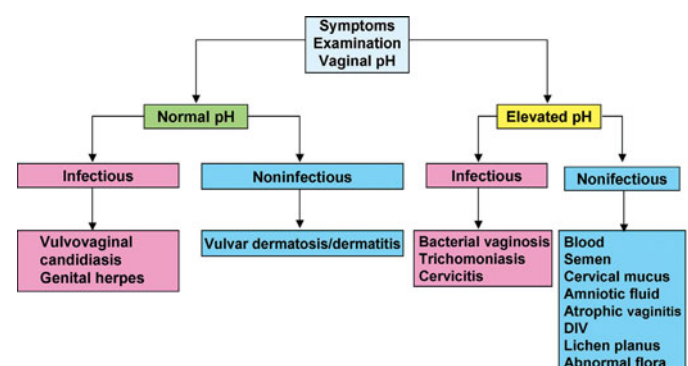 Symptoms
Examination
Vaginal pH
Normal pH
Elevated pH
Infectious
Noninfectious
Infectious
Nonifectious
Vulvovaginal
candidiasis
Genital herpes
Vulvar dermatosis/dermatitis
Bacterial vaginosis
Trichomoniasis
Cervicitis
Blood
Semen
Cervical mucus
Amniotic fluid
Atrophic vaginitis
DIV
Lichen planus
Abnormal flora